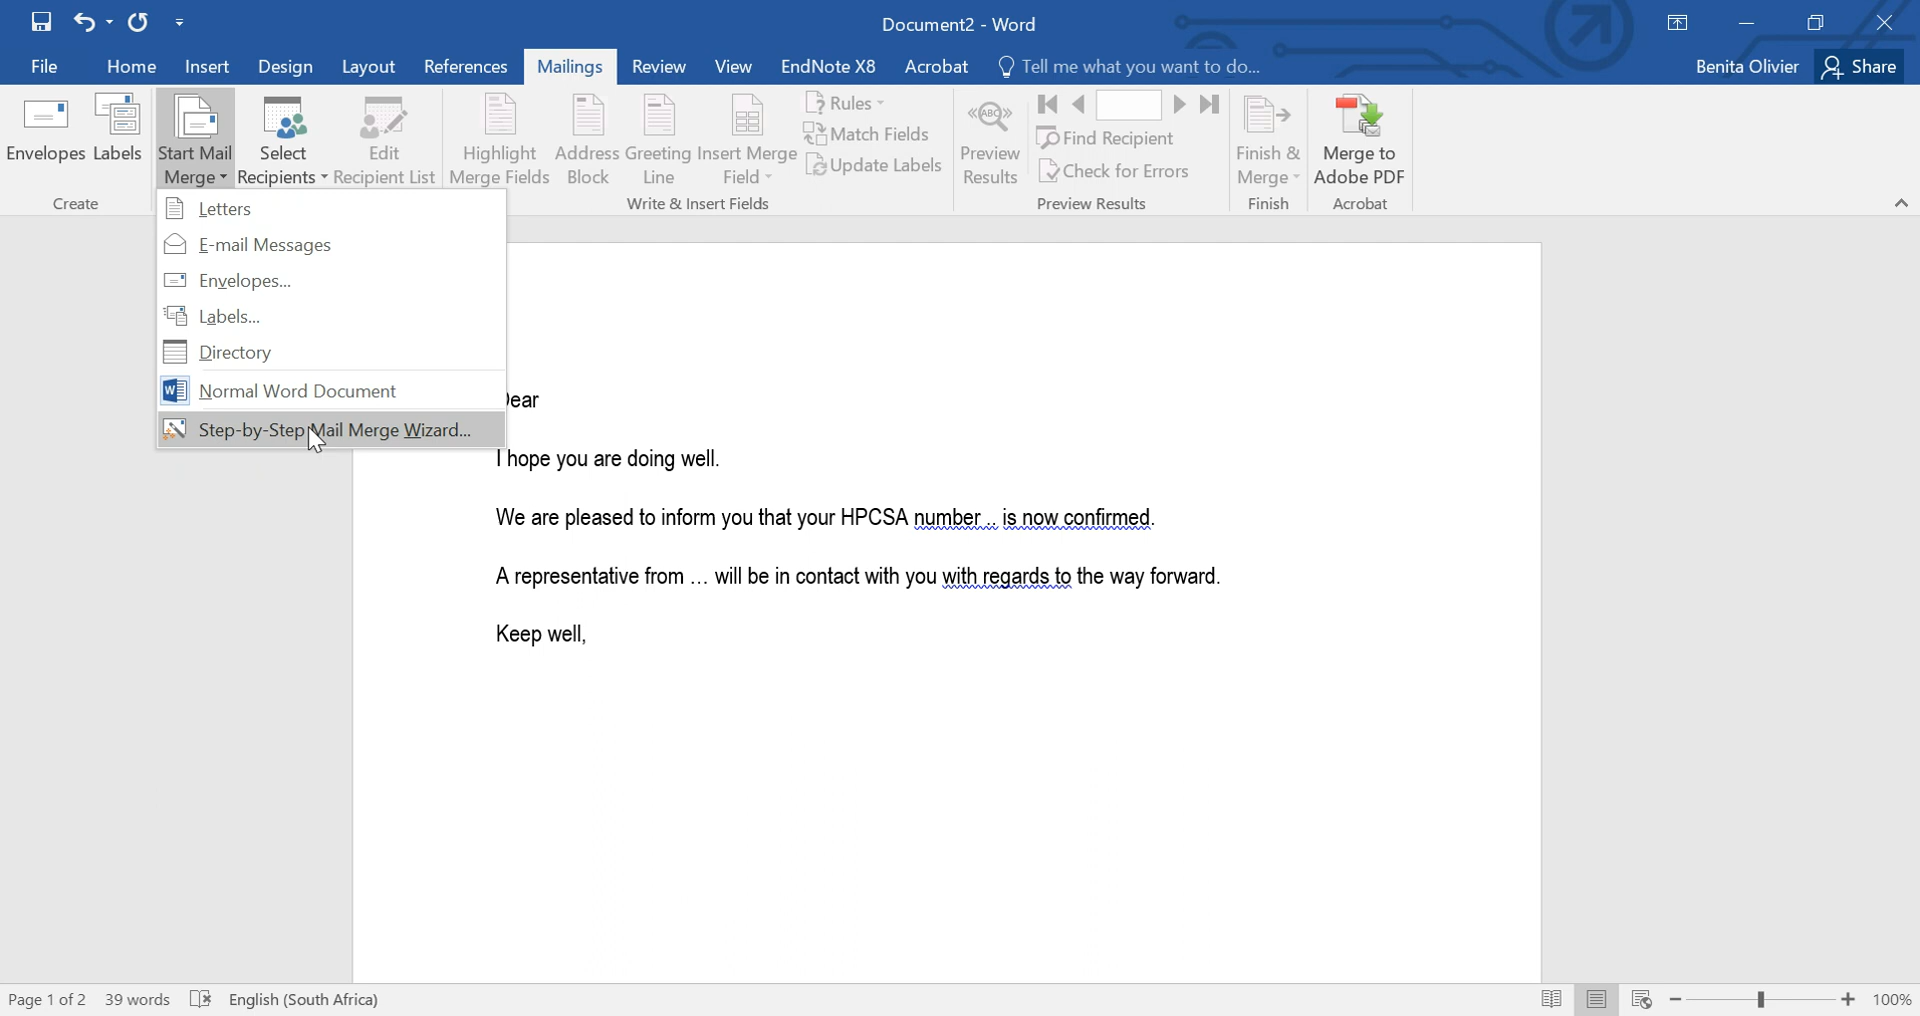 Document2 - Word
File Home Insert Design Layout References Mailings Review View EndNote X8 Acrobat Tell me what you want to do... Benita Olivier Share
Envelopes Labels
Create
Start Mail
Merge
Select
Recipients
Edit
Recipient List
Highlight
Merge Fields
Address
Block
Greeting
Line
Insert Merge
Field
Rules
Match Fields
Update Labels
Write & Insert Fields
«ABC»
Preview
Results
Find Recipient
Check for Errors
Preview Results
Finish &
Merge
Finish
Merge to
Adobe PDF
Acrobat
Letters
E-mail Messages
Envelopes...
Labels...
Directory
Normal Word Document
Step-by-Step Mail Merge Wizard...
ear
I hope you are doing well.
We are pleased to inform you that your HPCSA number .. is now confirmed.
A representative from … will be in contact with you with regards to the way forward.
Keep well,
Page 1 of 2 39 words English (South Africa) 100%